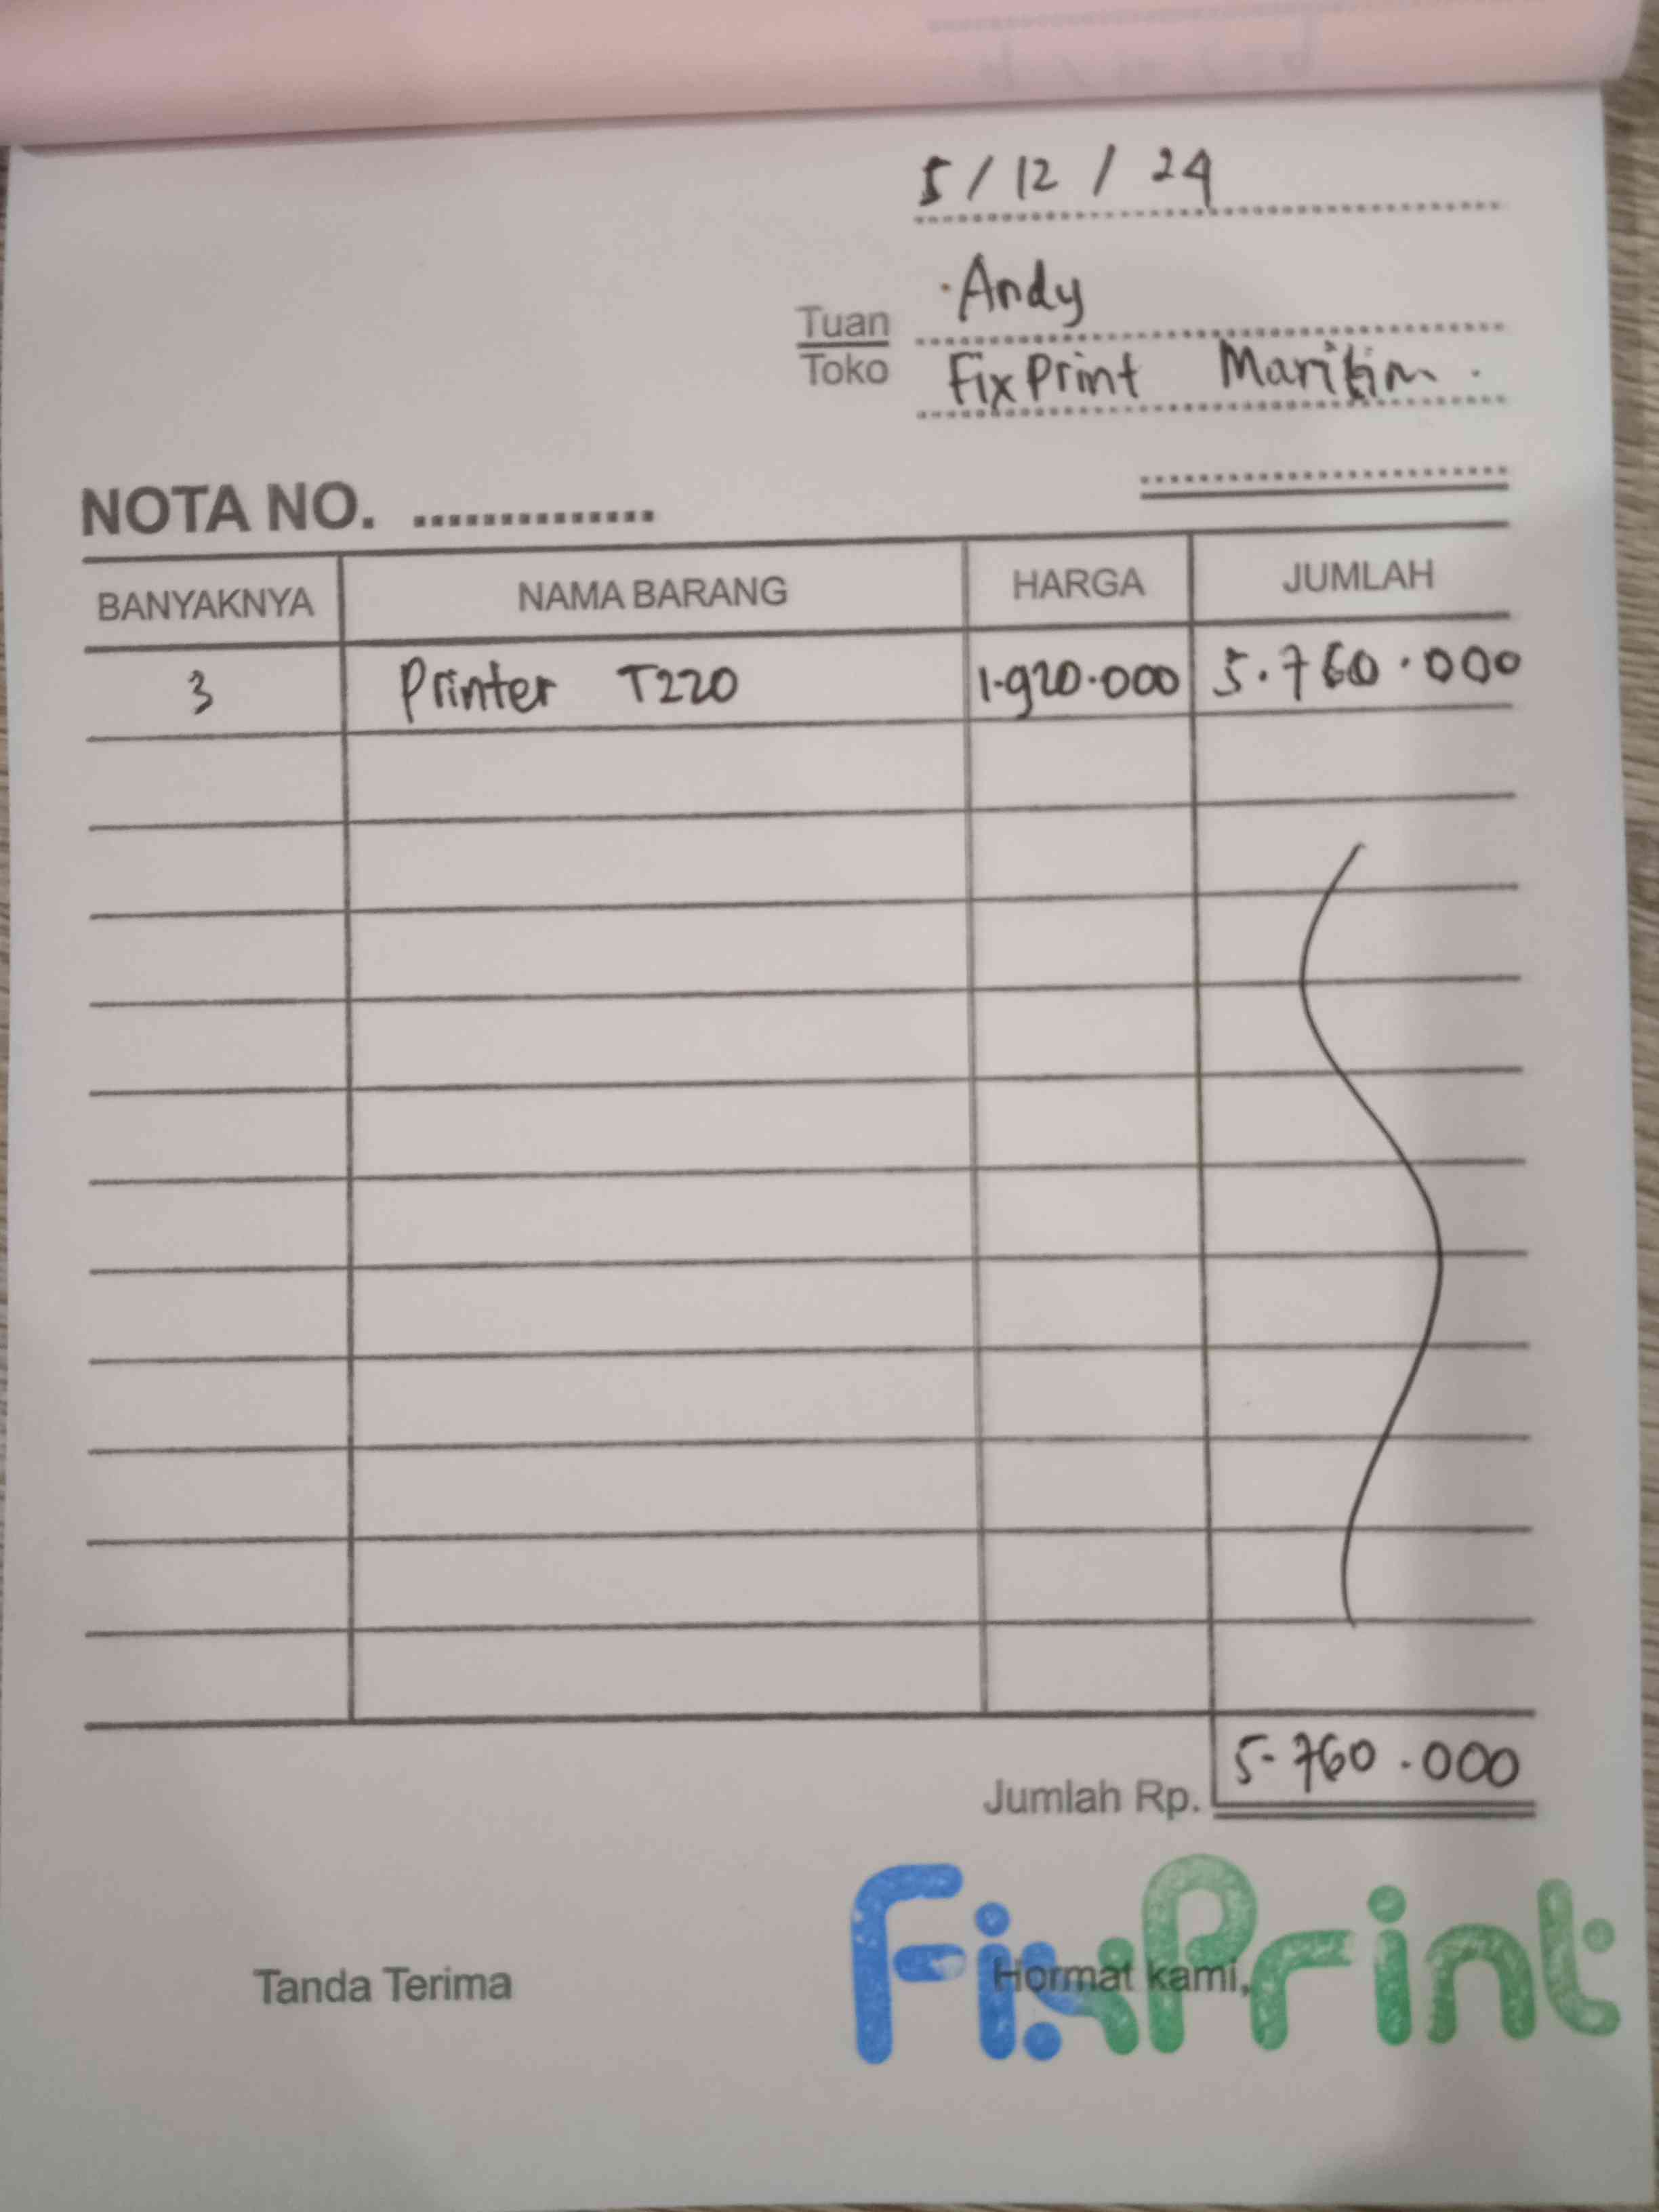 5 / 12 / 24
Tuan Andy
Toko FixPrint Maritim.
NOTA NO. ..............
BANYAKNYA NAMA BARANG HARGA JUMLAH
3 Printer T220 1.920.000 5.760.000
Jumlah Rp. 5.760.000
Tanda Terima Hormat kami,
FixPrint